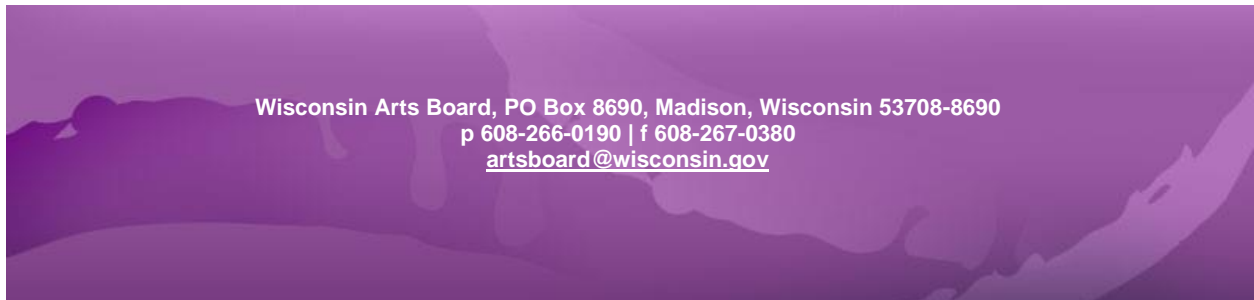 Wisconsin Arts Board, PO Box 8690, Madison, Wisconsin 53708-8690
p 608-266-0190 | f 608-267-0380
artsboard@wisconsin.gov